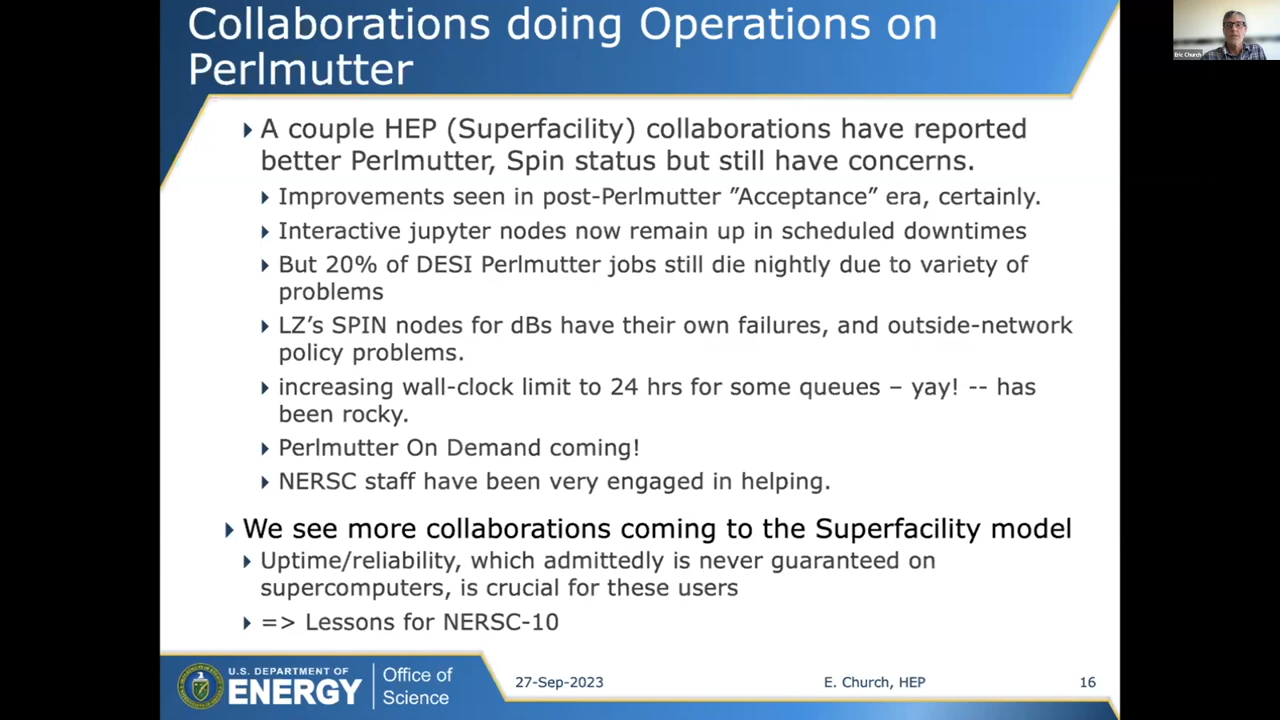 Collaborations doing Operations on
Perlmutter
A couple HEP (Superfacility) collaborations have reported
better Perlmutter, Spin status but still have concerns.
Improvements seen in post-Perlmutter ”Acceptance” era, certainly.
Interactive jupyter nodes now remain up in scheduled downtimes
But 20% of DESI Perlmutter jobs still die nightly due to variety of
problems
LZ’s SPIN nodes for dBs have their own failures, and outside-network
policy problems.
increasing wall-clock limit to 24 hrs for some queues – yay! -- has
been rocky.
Perlmutter On Demand coming!
NERSC staff have been very engaged in helping.
We see more collaborations coming to the Superfacility model
Uptime/reliability, which admittedly is never guaranteed on
supercomputers, is crucial for these users
=> Lessons for NERSC-10
U.S. DEPARTMENT OF
ENERGY
Office of
Science
27-Sep-2023
E. Church, HEP
16
Eric Church